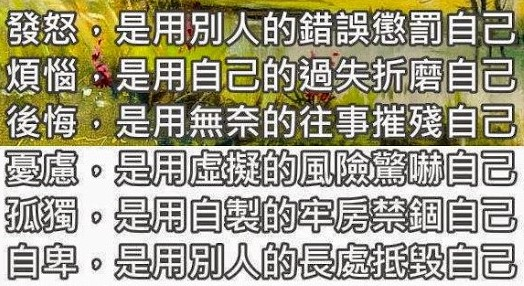 發怒，是用別人的錯誤懲罰自己
煩惱，是用自己的過失折磨自己
後悔，是用無奈的往事摧殘自己
憂慮，是用虛擬的風險驚嚇自己
孤獨，是用自製的牢房禁錮自己
自卑，是用別人的長處抵毀自己